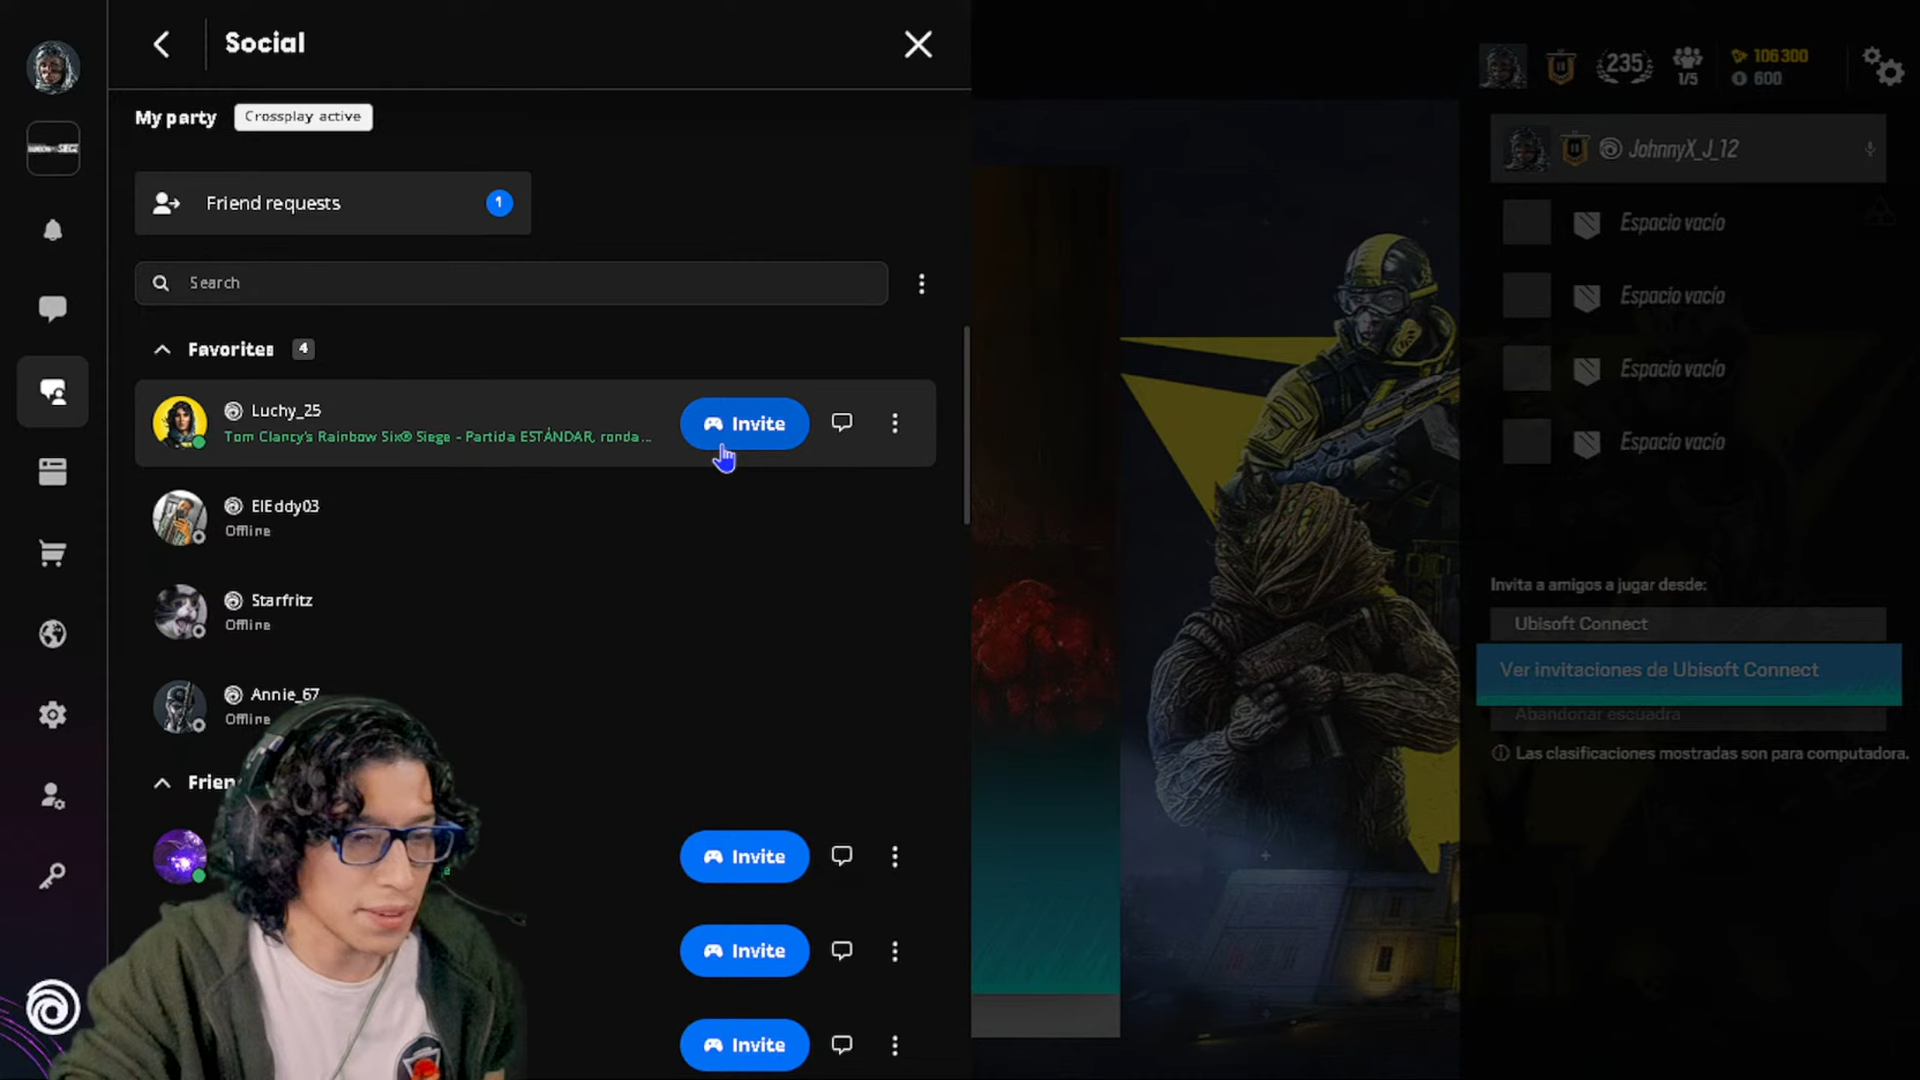 Social
My party
Crossplay active
Friend requests
1
Search
Favorites
4
Luchy_25
Tom Clancy's Rainbow Six® Siege - Partida ESTÁNDAR, ronda...
Invite
ElEddy03
Offline
Starfritz
Offline
Annie_67
Offline
Frien
Invite
Invite
Invite
235
1/5
106300
600
JohnnyX_J_12
Espacio vacío
Espacio vacío
Espacio vacío
Espacio vacío
Invita a amigos a jugar desde:
Ubisoft Connect
Ver invitaciones de Ubisoft Connect
Abandonar escuadra
Las clasificaciones mostradas son para computadora.